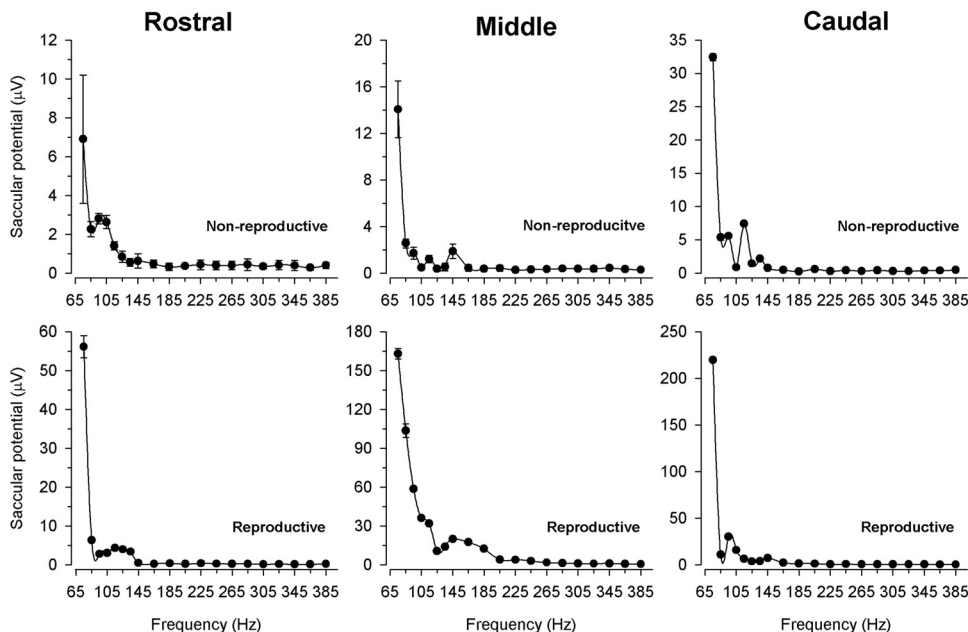 Rostral
Middle
Caudal
Saccular potential (µV)
12
10
8
6
4
2
0
Non-reproductive
65 105 145 185 225 265 305 345 385
20
16
12
8
4
0
Non-reproducitve
65 105 145 185 225 265 305 345 385
35
30
25
20
15
10
5
0
Non-reproductive
65 105 145 185 225 265 305 345 385
Saccular potential (µV)
60
50
40
30
20
10
0
Reproductive
65 105 145 185 225 265 305 345 385
Frequency (Hz)
180
150
120
90
60
30
0
Reproductive
65 105 145 185 225 265 305 345 385
Frequency (Hz)
250
200
150
100
50
0
Reproductive
65 105 145 185 225 265 305 345 385
Frequency (Hz)